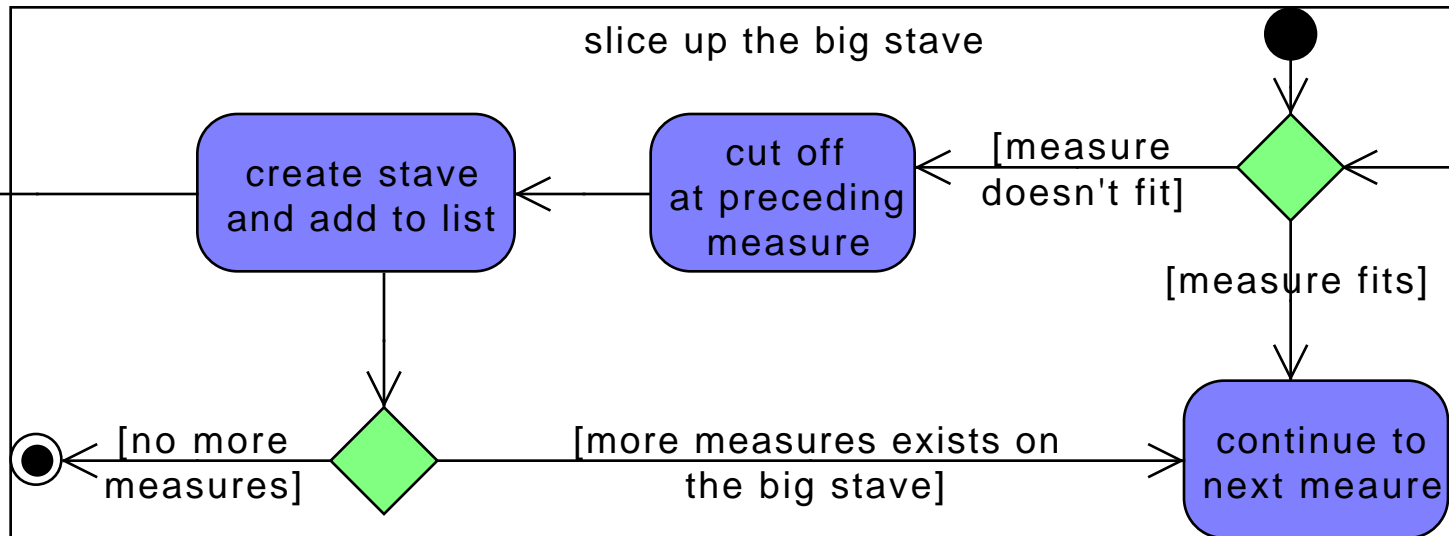 slice up the big stave
create stave
and add to list
cut off
at preceding
measure
[measure
doesn't fit]
[measure fits]
[no more
measures]
[more measures exists on
the big stave]
continue to
next meaure